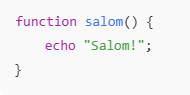 function salom() {
    echo "Salom!";
}